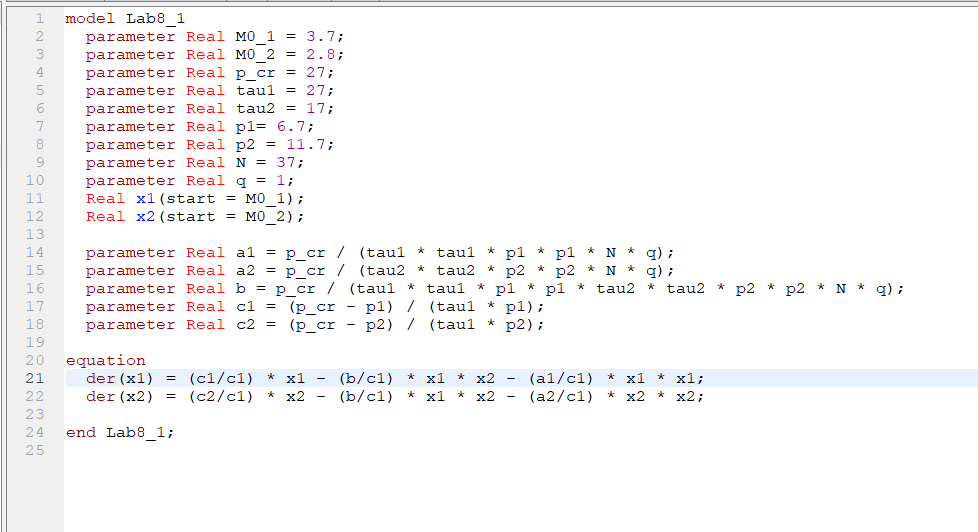 1 model Lab8_1
2 parameter Real M0_1 = 3.7;
3 parameter Real M0_2 = 2.8;
4 parameter Real p_cr = 27;
5 parameter Real tau1 = 27;
6 parameter Real tau2 = 17;
7 parameter Real p1= 6.7;
8 parameter Real p2 = 11.7;
9 parameter Real N = 37;
10 parameter Real q = 1;
11 Real x1(start = M0_1);
12 Real x2(start = M0_2);
13
14 parameter Real a1 = p_cr / (tau1 * tau1 * p1 * p1 * N * q);
15 parameter Real a2 = p_cr / (tau2 * tau2 * p2 * p2 * N * q);
16 parameter Real b = p_cr / (tau1 * tau1 * p1 * p1 * tau2 * tau2 * p2 * p2 * N * q);
17 parameter Real c1 = (p_cr - p1) / (tau1 * p1);
18 parameter Real c2 = (p_cr - p2) / (tau1 * p2);
19
20 equation
21 der(x1) = (c1/c1) * x1 - (b/c1) * x1 * x2 - (a1/c1) * x1 * x1;
22 der(x2) = (c2/c1) * x2 - (b/c1) * x1 * x2 - (a2/c1) * x2 * x2;
23
24 end Lab8_1;
25